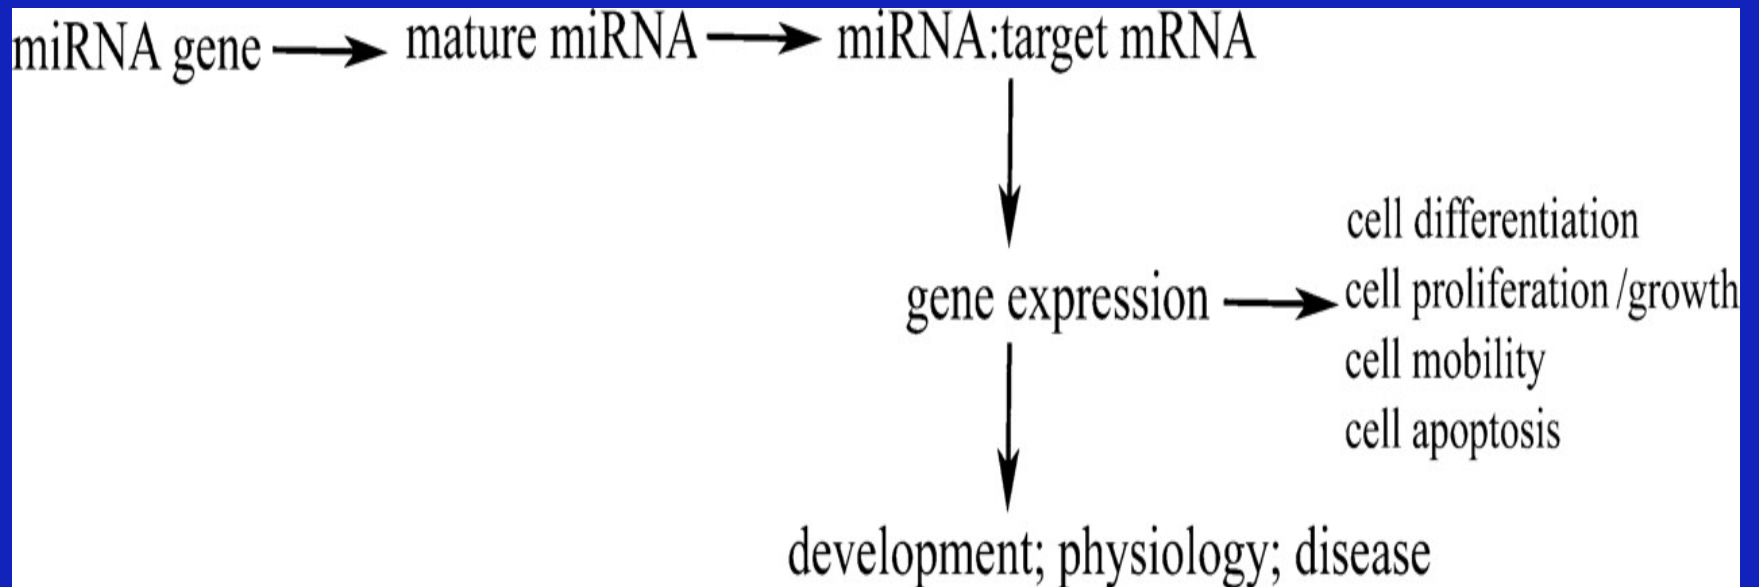 miRNA gene mature miRNA miRNA:target mRNA
cell differentiation
gene expression cell proliferation/growth
cell mobility
cell apoptosis
development; physiology; disease